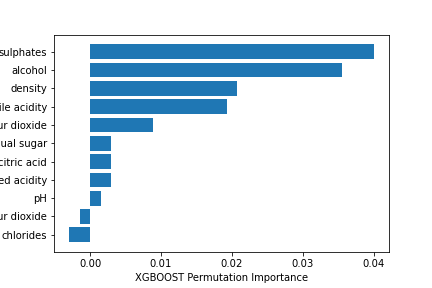 sulphates
alcohol
density
ile acidity
ur dioxide
ual sugar
citric acid
ed acidity
pH
ur dioxide
chlorides
0.00 0.01 0.02 0.03 0.04
XGBOOST Permutation Importance